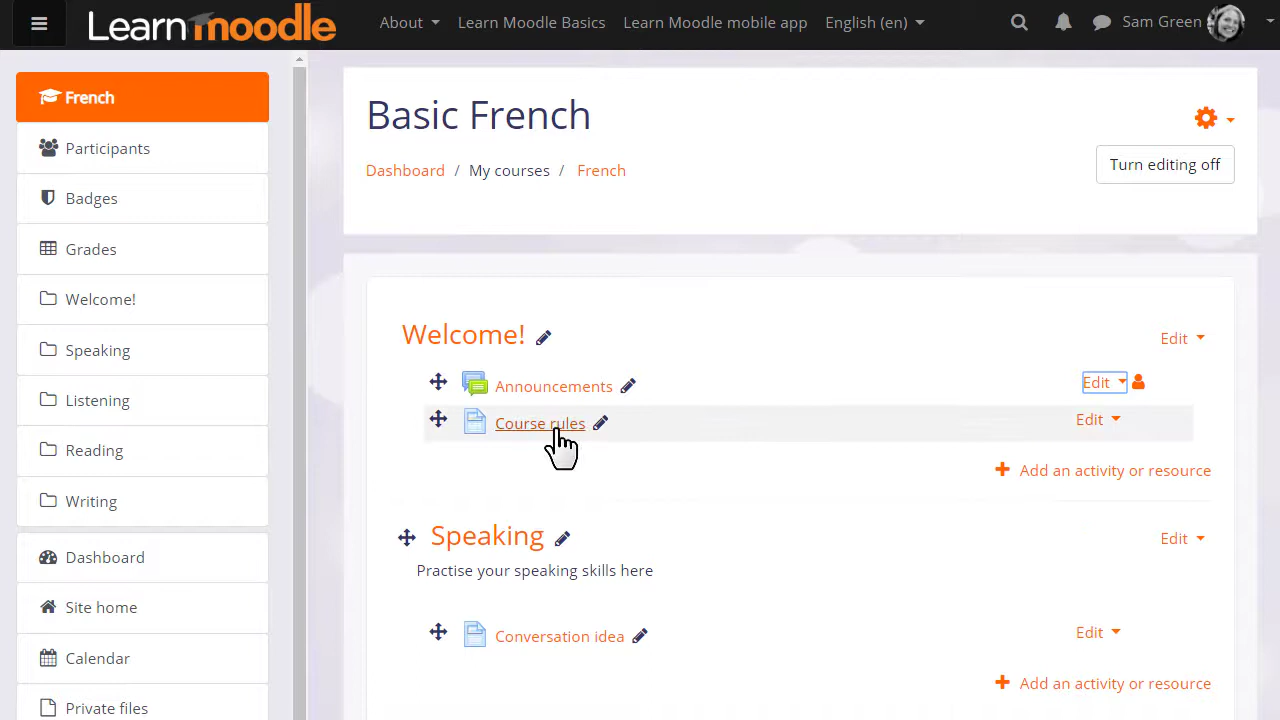 Learn moodle
About
Learn Moodle Basics
Learn Moodle mobile app
English (en)
Sam Green
French
Participants
Badges
Grades
Welcome!
Speaking
Listening
Reading
Writing
Dashboard
Site home
Calendar
Private files
Basic French
Dashboard / My courses / French
Turn editing off
Welcome!
Edit
Announcements
Edit
Course rules
Edit
Add an activity or resource
Speaking
Edit
Practise your speaking skills here
Conversation idea
Edit
Add an activity or resource